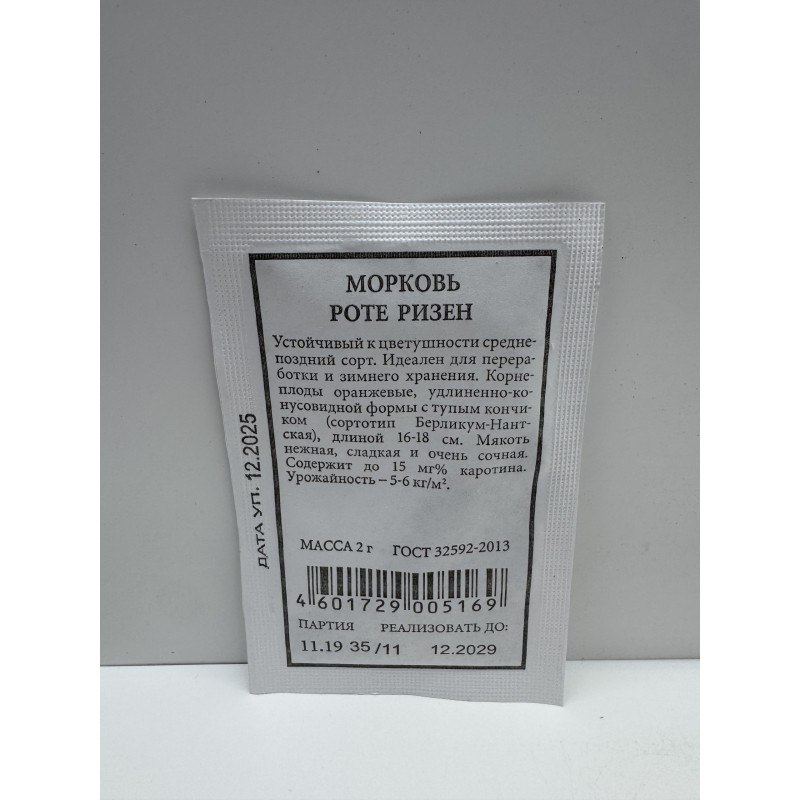 МОРКОВЬ
РОТЕ РИЗЕН
Устойчивый к цветушности средне-
поздний сорт. Идеален для перера-
ботки и зимнего хранения. Корне-
плоды оранжевые, удлиненно-ко-
нусовидной формы с тупым кончи-
ком (сортотип Берликум-Нант-
ская), длиной 16-18 см. Мякоть
нежная, сладкая и очень сочная.
Содержит до 15 мг% каротина.
Урожайность – 5-6 кг/м².
ДАТА УП. 12.2025
МАССА 2 г ГОСТ 32592-2013
4 601729 005169
ПАРТИЯ РЕАЛИЗОВАТЬ ДО:
11.19 35/11 12.2029